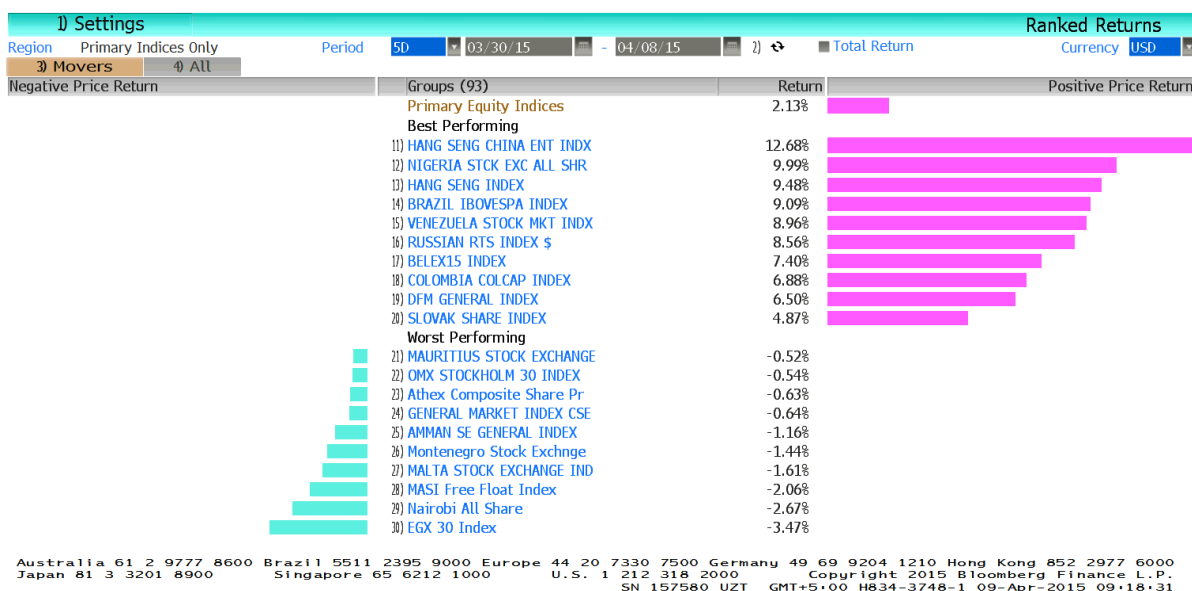 1) Settings Ranked Returns
Region Primary Indices Only Period 5D 03/30/15 - 04/08/15 2) Total Return Currency USD
3) Movers 4) All
Negative Price Return Groups (93) Return Positive Price Return
Primary Equity Indices 2.13%
Best Performing
11) HANG SENG CHINA ENT INDX 12.68%
12) NIGERIA STCK EXC ALL SHR 9.99%
13) HANG SENG INDEX 9.48%
14) BRAZIL IBOVESPA INDEX 9.09%
15) VENEZUELA STOCK MKT INDX 8.96%
16) RUSSIAN RTS INDEX $ 8.56%
17) BELEX15 INDEX 7.40%
18) COLOMBIA COLCAP INDEX 6.88%
19) DFM GENERAL INDEX 6.50%
20) SLOVAK SHARE INDEX 4.87%
Worst Performing
21) MAURITIUS STOCK EXCHANGE -0.52%
22) OMX STOCKHOLM 30 INDEX -0.54%
23) Athex Composite Share Pr -0.63%
24) GENERAL MARKET INDEX CSE -0.64%
25) AMMAN SE GENERAL INDEX -1.16%
26) Montenegro Stock Exchnge -1.44%
27) MALTA STOCK EXCHANGE IND -1.61%
28) MASI Free Float Index -2.06%
29) Nairobi All Share -2.67%
30) EGX 30 Index -3.47%
Australia 61 2 9777 8600 Brazil 5511 2395 9000 Europe 44 20 7330 7500 Germany 49 69 9204 1210 Hong Kong 852 2977 6000
Japan 81 3 3201 8900 Singapore 65 6212 1000 U.S. 1 212 318 2000 Copyright 2015 Bloomberg Finance L.P.
SN 157580 UZT GMT+5:00 H834-3748-1 09-Apr-2015 09:18:31